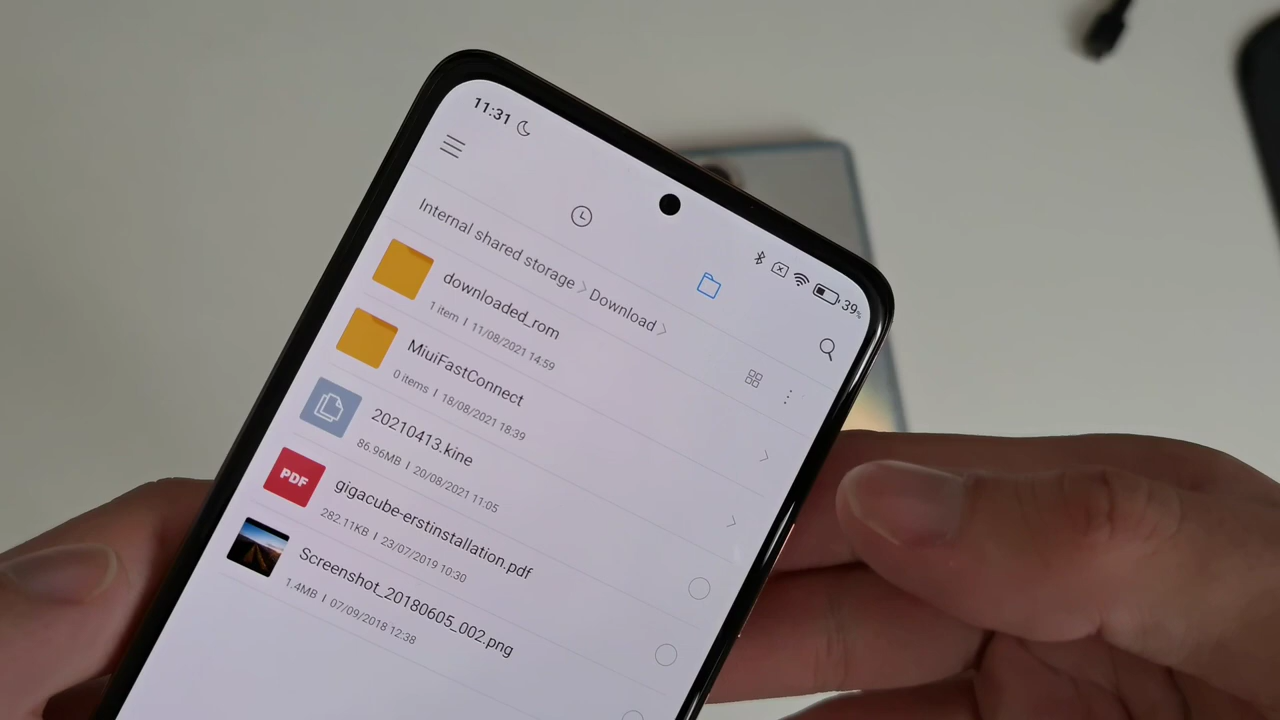 11:31
39%
Internal shared storage > Download >
downloaded_rom
1 item | 11/08/2021 14:59
MiuiFastConnect
0 items | 18/08/2021 18:39
20210413.kine
86.96MB | 20/08/2021 11:05
PDF
gigacube-erstinstallation.pdf
282.11KB | 23/07/2019 10:30
Screenshot_20180605_002.png
1.4MB | 07/09/2018 12:38